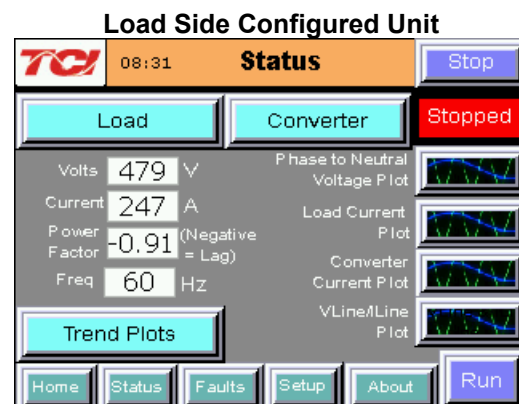 Load Side Configured Unit
TCI 08:31 Status Stop
Load Converter Stopped
Volts 479 V
Current 247 A
Power Factor -0.91 (Negative = Lag)
Freq 60 Hz
Phase to Neutral
Voltage Plot
Load Current
Plot
Converter
Current Plot
VLine/ILine
Plot
Trend Plots
Home Status Faults Setup About Run